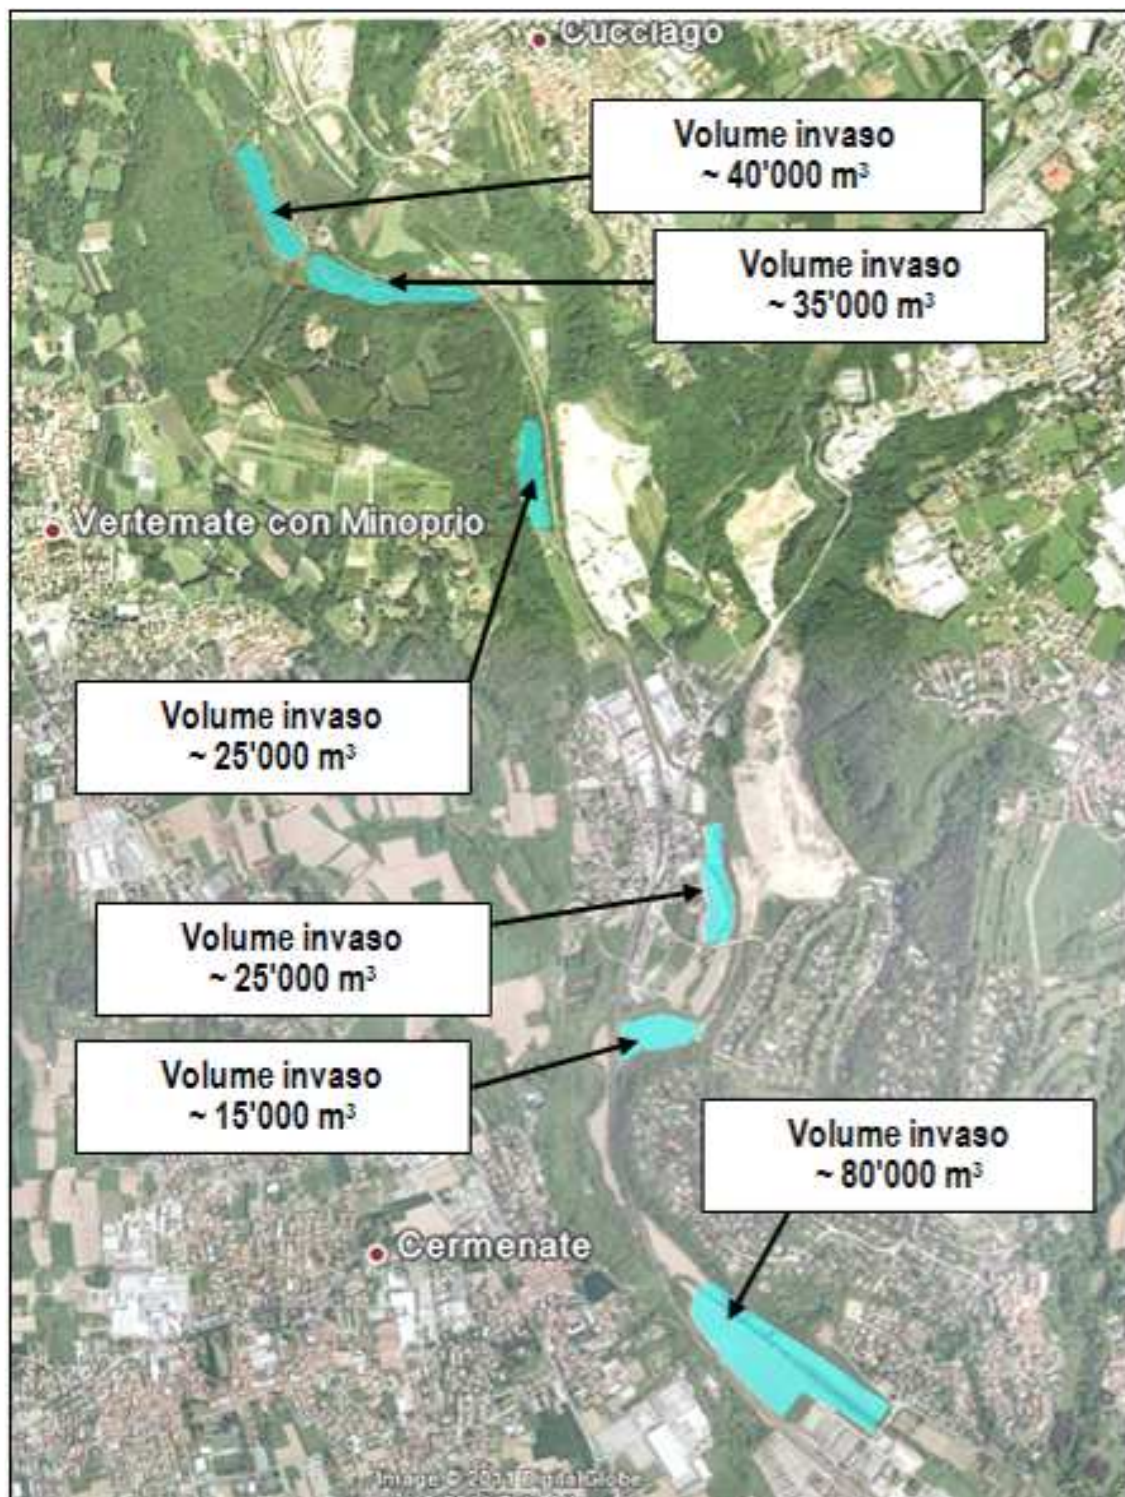 Cucciago
Volume invaso
~ 40'000 m³
Volume invaso
~ 35'000 m³
Vertemate con Minoprio
Volume invaso
~ 25'000 m³
Volume invaso
~ 25'000 m³
Volume invaso
~ 15'000 m³
Volume invaso
~ 80'000 m³
Cermenate
Image © 2011 DigitalGlobe